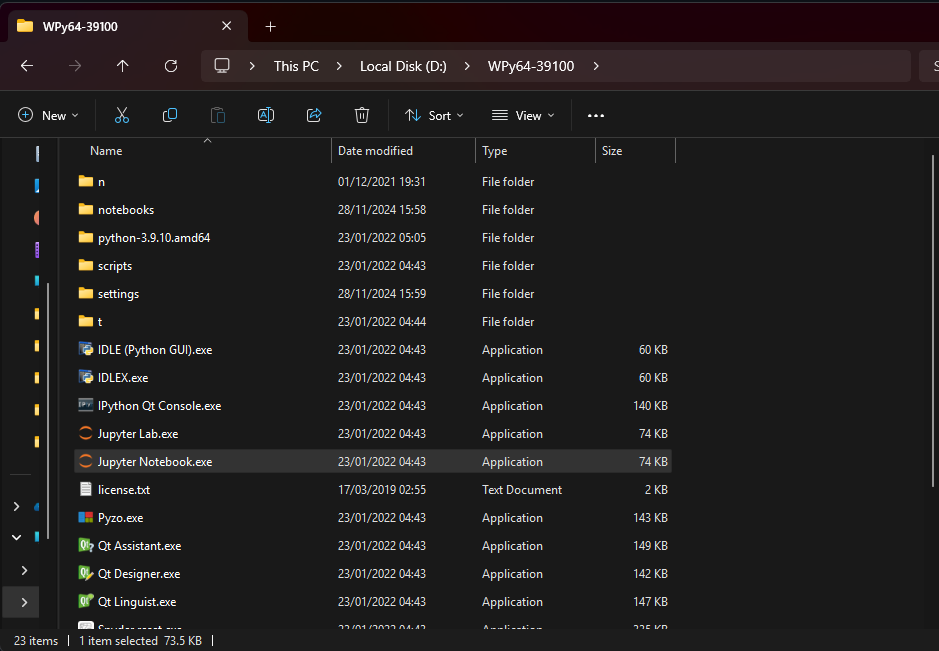 WPy64-39100
This PC > Local Disk (D:) > WPy64-39100 >
New Sort View
Name Date modified Type Size
n 01/12/2021 19:31 File folder
notebooks 28/11/2024 15:58 File folder
python-3.9.10.amd64 23/01/2022 05:05 File folder
scripts 23/01/2022 04:43 File folder
settings 28/11/2024 15:59 File folder
t 23/01/2022 04:44 File folder
IDLE (Python GUI).exe 23/01/2022 04:43 Application 60 KB
IDLEX.exe 23/01/2022 04:43 Application 60 KB
IPython Qt Console.exe 23/01/2022 04:43 Application 140 KB
Jupyter Lab.exe 23/01/2022 04:43 Application 74 KB
Jupyter Notebook.exe 23/01/2022 04:43 Application 74 KB
license.txt 17/03/2019 02:55 Text Document 2 KB
Pyzo.exe 23/01/2022 04:43 Application 143 KB
Qt Assistant.exe 23/01/2022 04:43 Application 149 KB
Qt Designer.exe 23/01/2022 04:43 Application 142 KB
Qt Linguist.exe 23/01/2022 04:43 Application 147 KB
23/01/2022 04:43 Application
23 items | 1 item selected 73.5 KB |